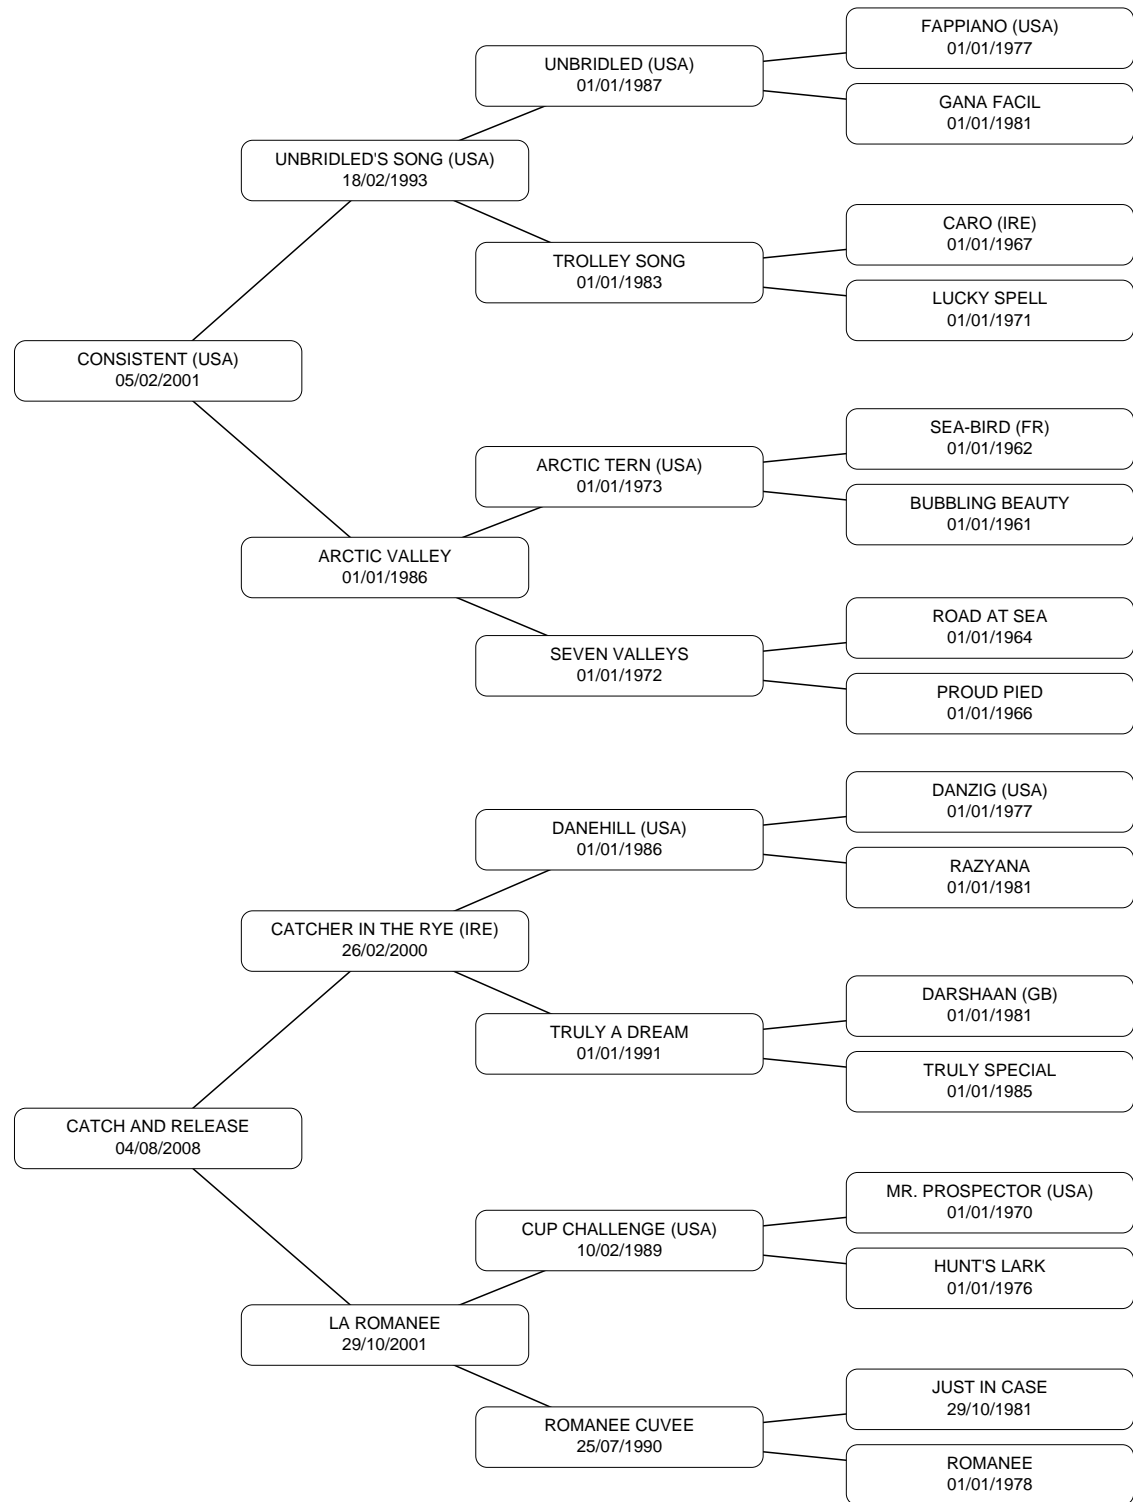 FAPPIANO (USA)
01/01/1977
UNBRIDLED (USA)
01/01/1987
GANA FACIL
01/01/1981
UNBRIDLED'S SONG (USA)
18/02/1993
CARO (IRE)
01/01/1967
TROLLEY SONG
01/01/1983
LUCKY SPELL
01/01/1971
CONSISTENT (USA)
05/02/2001
SEA-BIRD (FR)
01/01/1962
ARCTIC TERN (USA)
01/01/1973
BUBBLING BEAUTY
01/01/1961
ARCTIC VALLEY
01/01/1986
ROAD AT SEA
01/01/1964
SEVEN VALLEYS
01/01/1972
PROUD PIED
01/01/1966
DANZIG (USA)
01/01/1977
DANEHILL (USA)
01/01/1986
RAZYANA
01/01/1981
CATCHER IN THE RYE (IRE)
26/02/2000
DARSHAAN (GB)
01/01/1981
TRULY A DREAM
01/01/1991
TRULY SPECIAL
01/01/1985
CATCH AND RELEASE
04/08/2008
MR. PROSPECTOR (USA)
01/01/1970
CUP CHALLENGE (USA)
10/02/1989
HUNT'S LARK
01/01/1976
LA ROMANEE
29/10/2001
JUST IN CASE
29/10/1981
ROMANEE CUVEE
25/07/1990
ROMANEE
01/01/1978